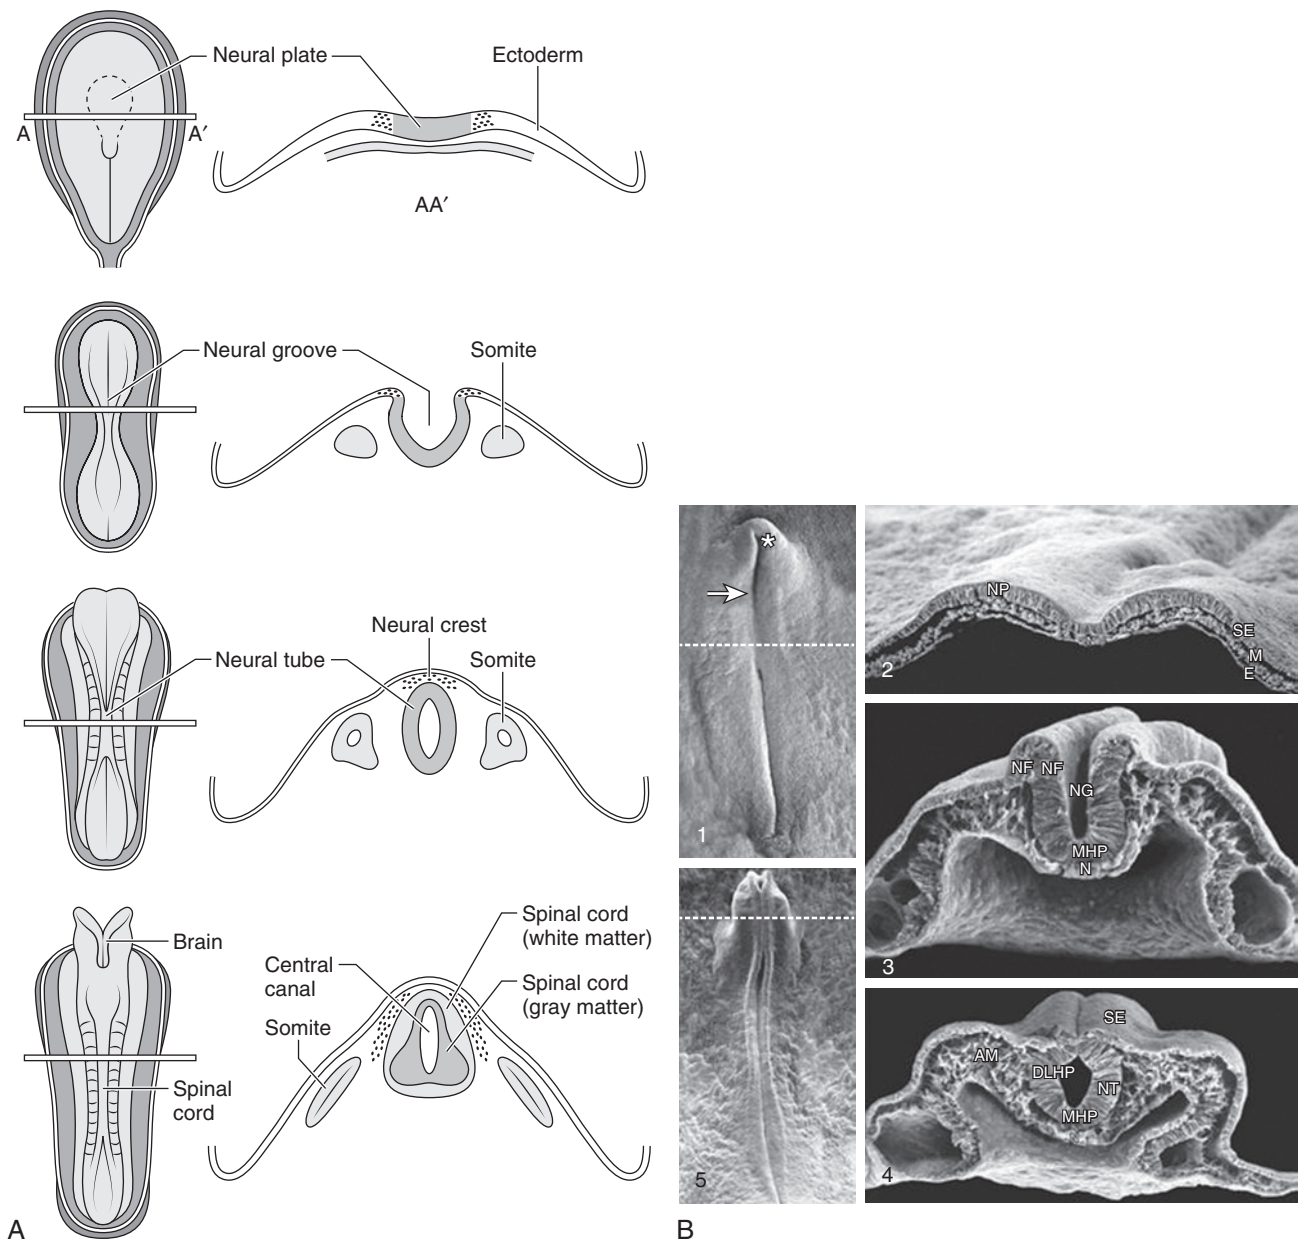 Neural plate
Ectoderm
A
A′
AA′
Neural groove
Somite
Neural crest
Neural tube
Somite
Brain
Spinal cord
(white matter)
Central
canal
Spinal cord
(gray matter)
Somite
Spinal
cord
A
*
1
NP
SE
M
E
2
NF
NF
NG
MHP
N
3
5
SE
AM
DLHP
NT
MHP
4
B